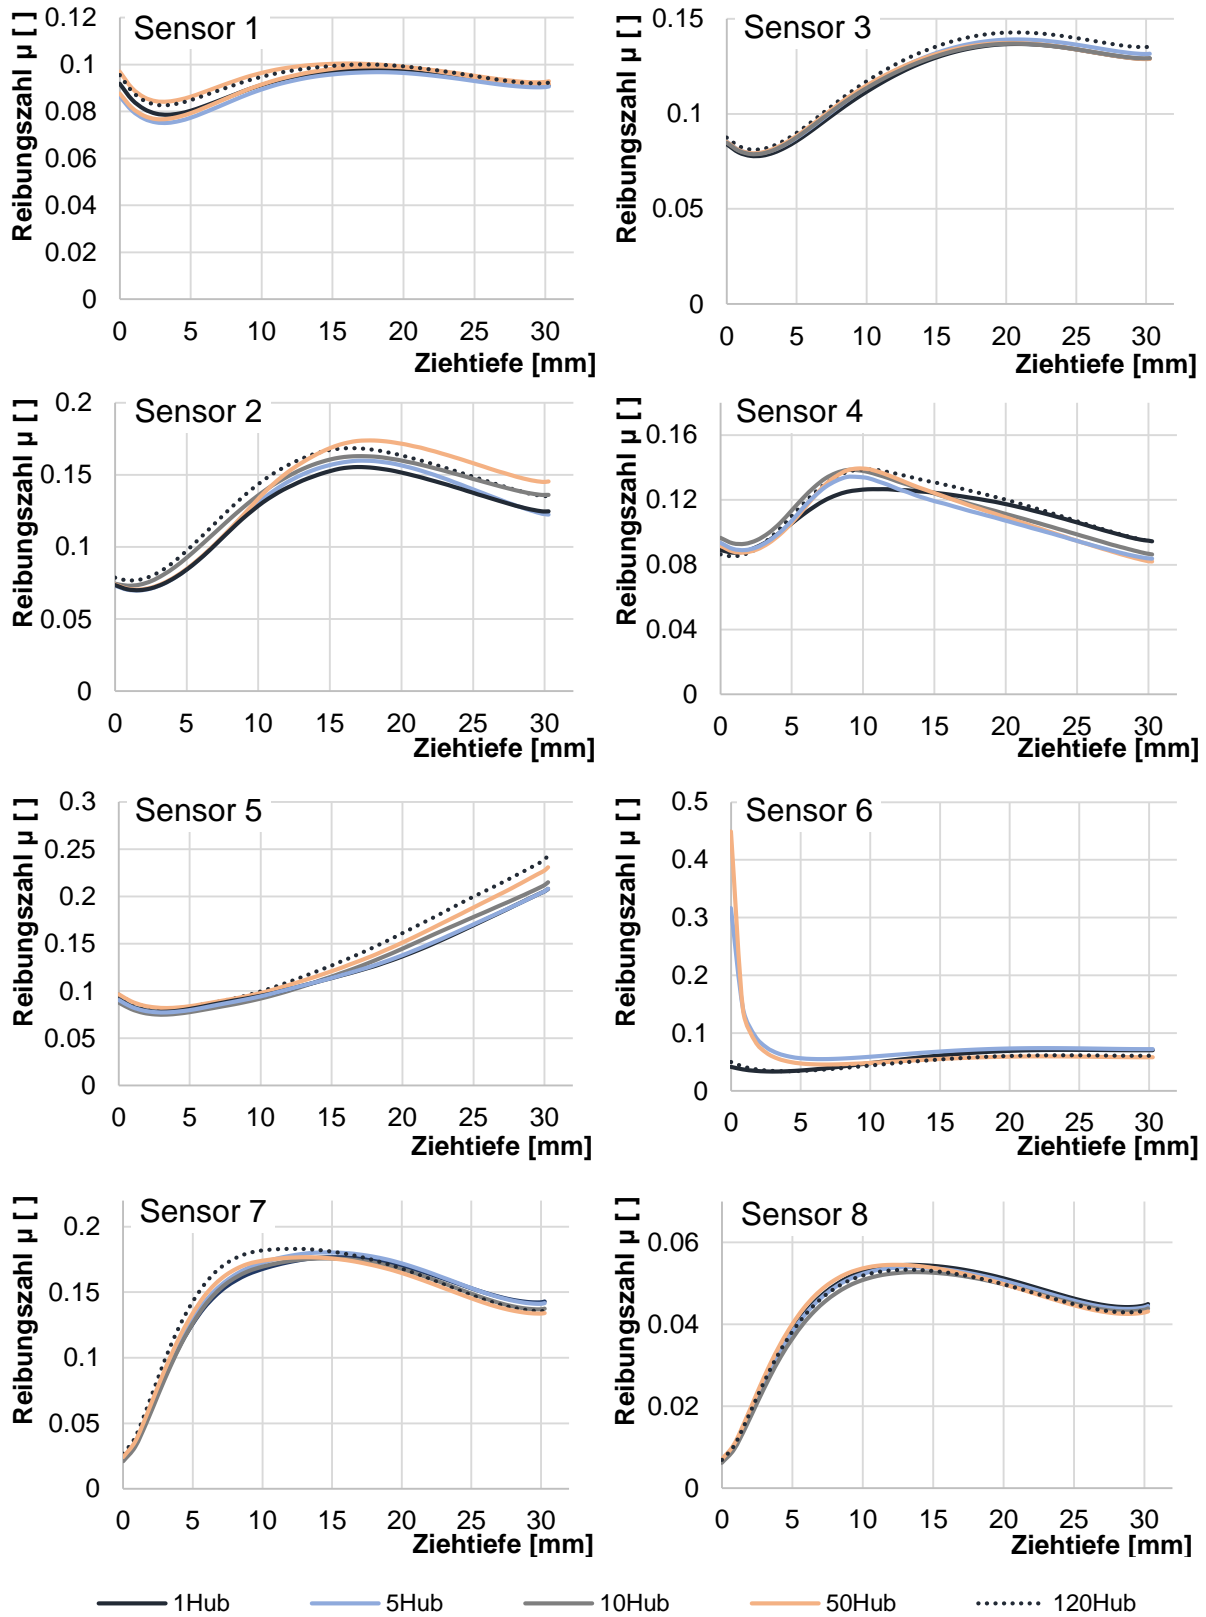 Sensor 1
Reibungszahl µ [ ]
0.12
0.1
0.08
0.06
0.04
0.02
0
0 5 10 15 20 25 30
Ziehtiefe [mm]
Sensor 3
Reibungszahl µ [ ]
0.15
0.1
0.05
0
0 5 10 15 20 25 30
Ziehtiefe [mm]
Sensor 2
Reibungszahl µ [ ]
0.2
0.15
0.1
0.05
0
0 5 10 15 20 25 30
Ziehtiefe [mm]
Sensor 4
Reibungszahl µ [ ]
0.16
0.12
0.08
0.04
0
0 5 10 15 20 25 30
Ziehtiefe [mm]
Sensor 5
Reibungszahl µ [ ]
0.3
0.25
0.2
0.15
0.1
0.05
0
0 5 10 15 20 25 30
Ziehtiefe [mm]
Sensor 6
Reibungszahl µ [ ]
0.5
0.4
0.3
0.2
0.1
0
0 5 10 15 20 25 30
Ziehtiefe [mm]
Sensor 7
Reibungszahl µ [ ]
0.2
0.15
0.1
0.05
0
0 5 10 15 20 25 30
Ziehtiefe [mm]
Sensor 8
Reibungszahl µ [ ]
0.06
0.04
0.02
0
0 5 10 15 20 25 30
Ziehtiefe [mm]
1Hub 5Hub 10Hub 50Hub 120Hub